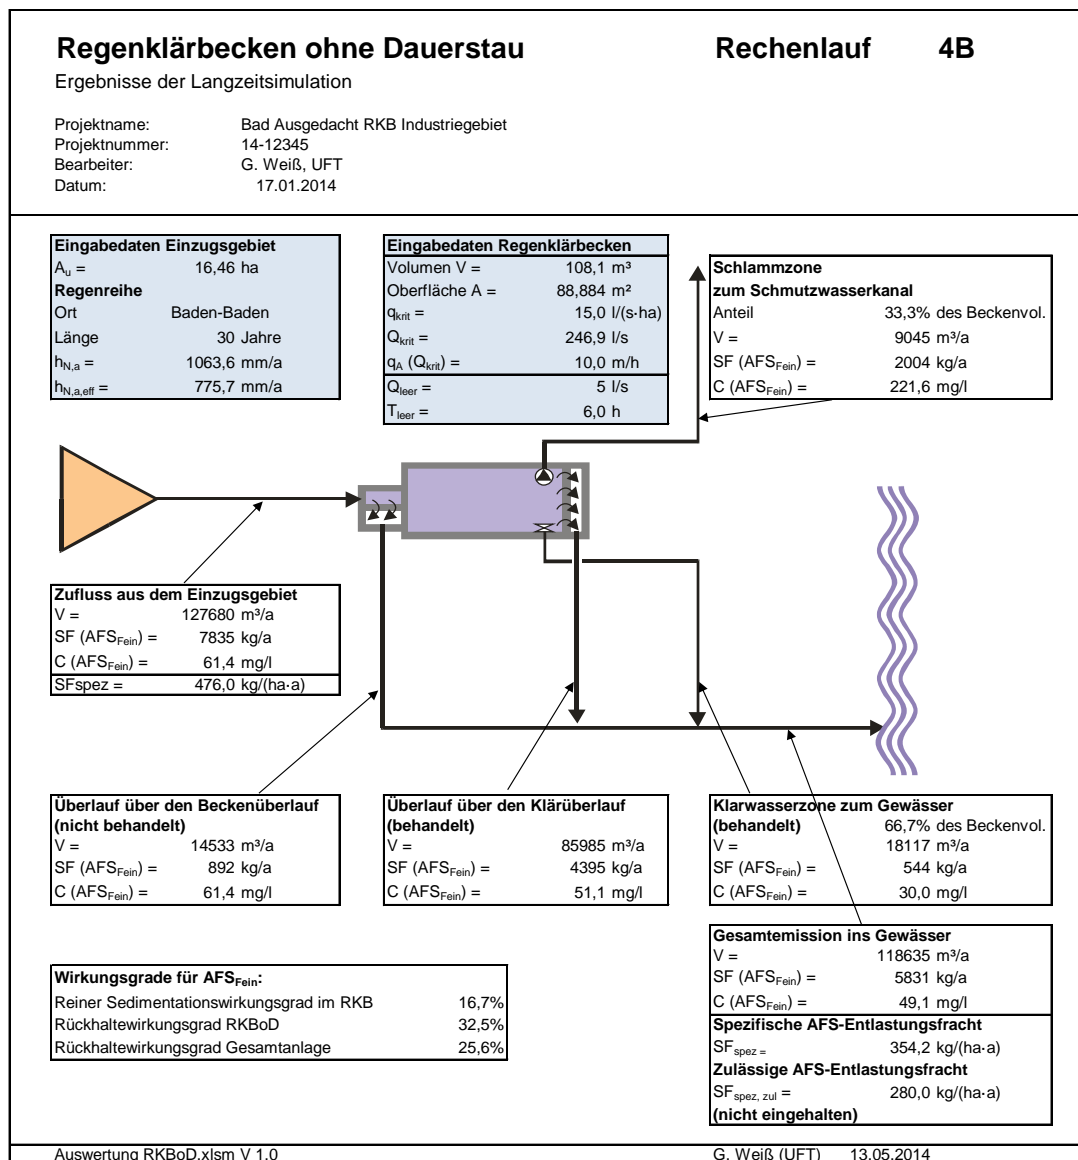 Regenklärbecken ohne Dauerstau Rechenlauf 4B
Ergebnisse der Langzeitsimulation
Projektname: Bad Ausgedacht RKB Industriegebiet
Projektnummer: 14-12345
Bearbeiter: G. Weiß, UFT
Datum: 17.01.2014
Eingabedaten Einzugsgebiet
Au = 16,46 ha
Regenreihe
Ort Baden-Baden
Länge 30 Jahre
hN,a = 1063,6 mm/a
hN,a,eff = 775,7 mm/a
Eingabedaten Regenklärbecken
Volumen V = 108,1 m³
Oberfläche A = 88,884 m²
qkrit = 15,0 l/(s·ha)
Qkrit = 246,9 l/s
qA (Qkrit) = 10,0 m/h
Qleer = 5 l/s
Tleer = 6,0 h
Schlammzone
zum Schmutzwasserkanal
Anteil 33,3% des Beckenvol.
V = 9045 m³/a
SF (AFSFein) = 2004 kg/a
C (AFSFein) = 221,6 mg/l
Zufluss aus dem Einzugsgebiet
V = 127680 m³/a
SF (AFSFein) = 7835 kg/a
C (AFSFein) = 61,4 mg/l
SFspez = 476,0 kg/(ha·a)
Überlauf über den Beckenüberlauf
(nicht behandelt)
V = 14533 m³/a
SF (AFSFein) = 892 kg/a
C (AFSFein) = 61,4 mg/l
Überlauf über den Klärüberlauf
(behandelt)
V = 85985 m³/a
SF (AFSFein) = 4395 kg/a
C (AFSFein) = 51,1 mg/l
Klarwasserzone zum Gewässer
(behandelt) 66,7% des Beckenvol.
V = 18117 m³/a
SF (AFSFein) = 544 kg/a
C (AFSFein) = 30,0 mg/l
Gesamtemission ins Gewässer
V = 118635 m³/a
SF (AFSFein) = 5831 kg/a
C (AFSFein) = 49,1 mg/l
Spezifische AFS-Entlastungsfracht
SFspez = 354,2 kg/(ha·a)
Zulässige AFS-Entlastungsfracht
SFspez, zul = 280,0 kg/(ha·a)
(nicht eingehalten)
Wirkungsgrade für AFSFein:
Reiner Sedimentationswirkungsgrad im RKB 16,7%
Rückhaltewirkungsgrad RKBoD 32,5%
Rückhaltewirkungsgrad Gesamtanlage 25,6%
Auswertung RKBoD.xlsm V 1.0 G. Weiß (UFT) 13.05.2014